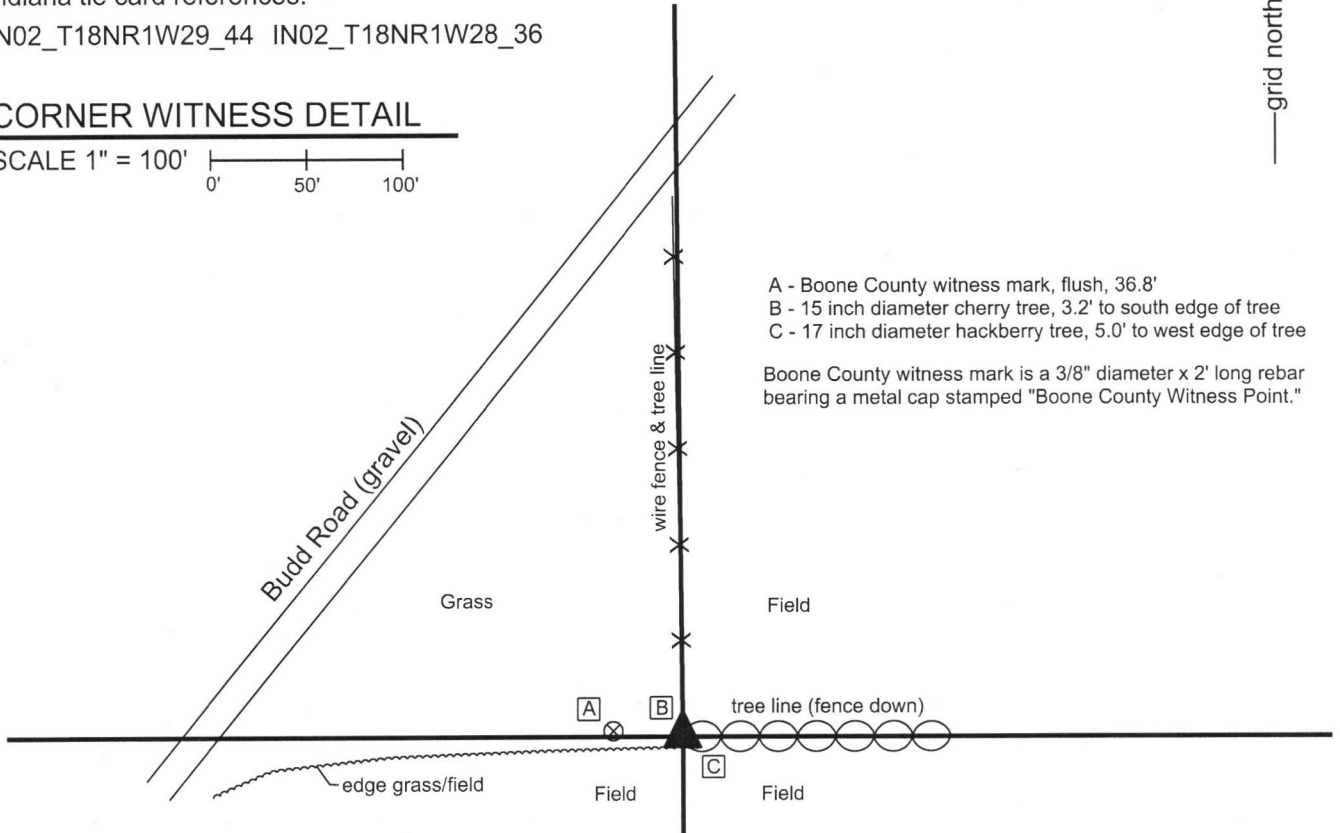 tie card references:
IN02_T18NR1W28_36
WITNESS DETAIL
1" = 100'
0' 50' 100'
grid north
A - Boone County witness mark, flush, 36.8'
B - 15 inch diameter cherry tree, 3.2' to south edge of tree
C - 17 inch diameter hackberry tree, 5.0' to west edge of tree
Boone County witness mark is a 3/8" diameter x 2' long rebar
bearing a metal cap stamped "Boone County Witness Point."
wire fence & tree line
Budd Road (gravel)
Grass
Field
A
B
tree line (fence down)
C
edge grass/field
Field
Field